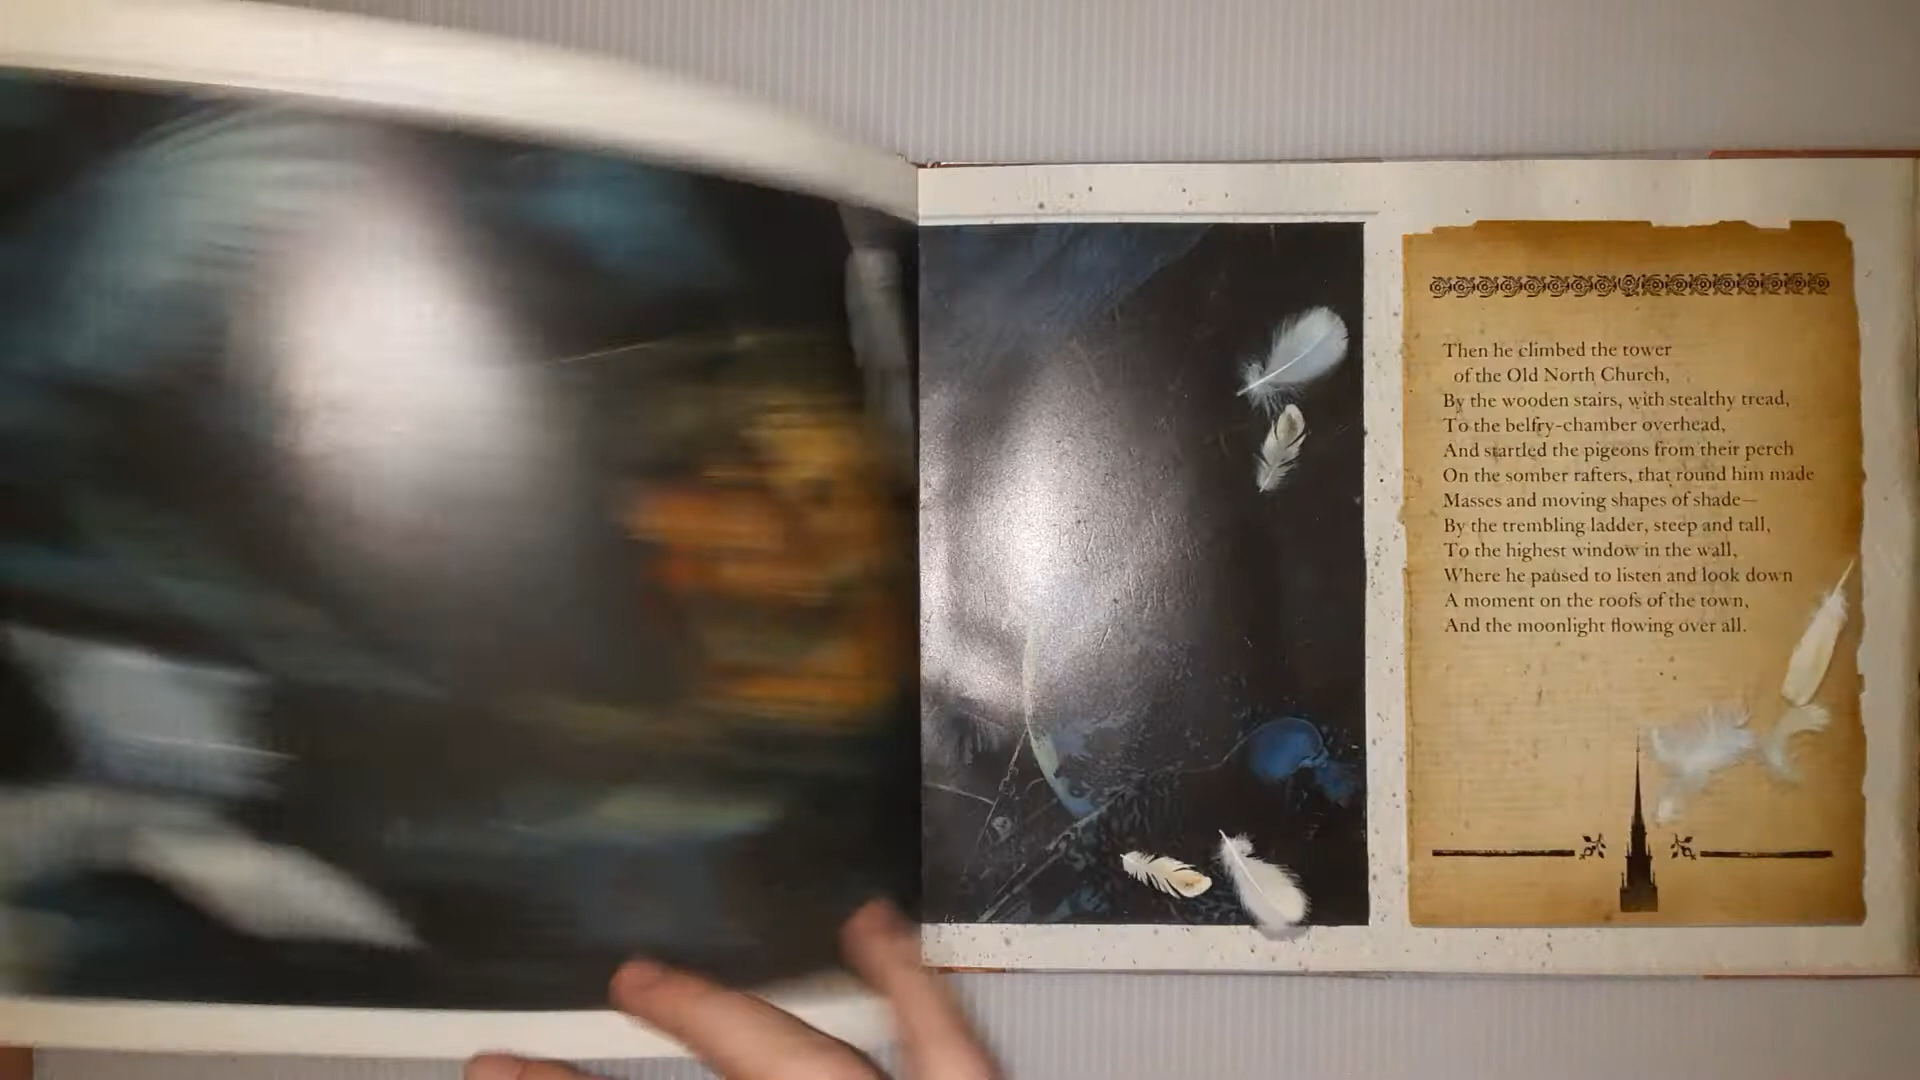 Then he climbed the tower
of the Old North Church,
By the wooden stairs, with stealthy tread,
To the belfry-chamber overhead,
And startled the pigeons from their perch
On the somber rafters, that round him made
Masses and moving shapes of shade—
By the trembling ladder, steep and tall,
To the highest window in the wall,
Where he paused to listen and look down
A moment on the roofs of the town,
And the moonlight flowing over all.